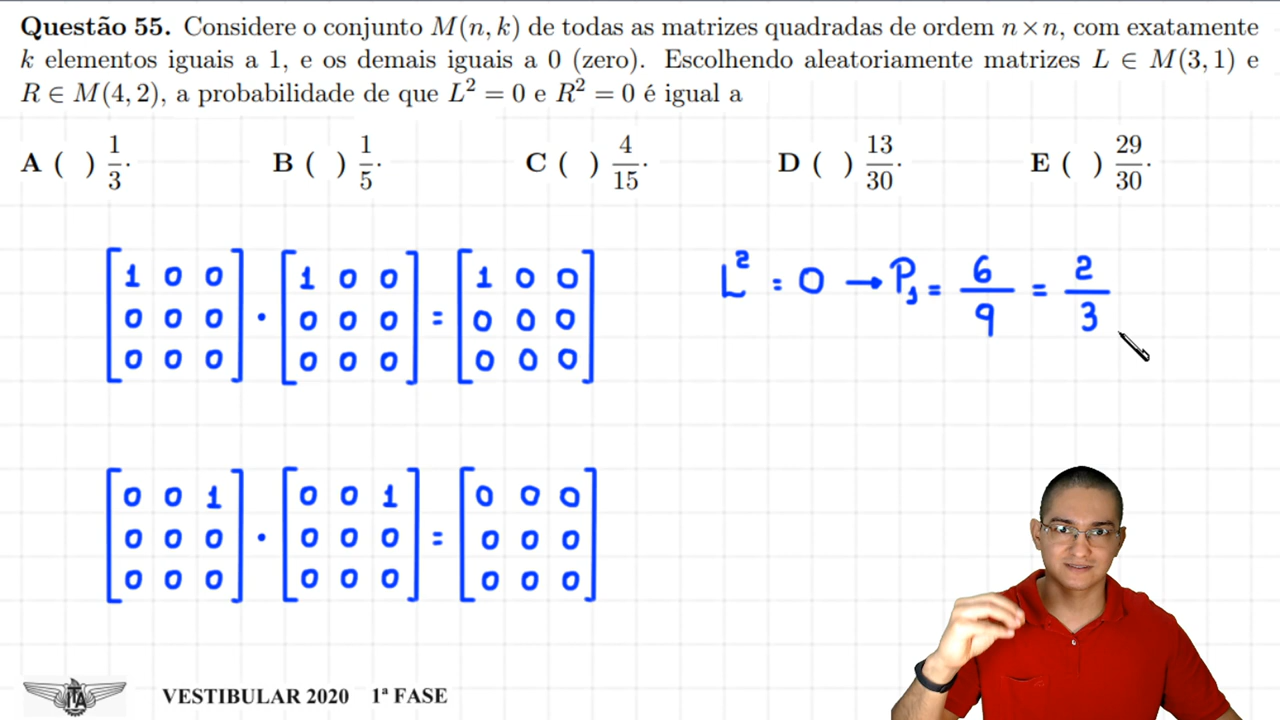 Questão 55. Considere o conjunto M(n, k) de todas as matrizes quadradas de ordem n × n, com exatamente
k elementos iguais a 1, e os demais iguais a 0 (zero). Escolhendo aleatoriamente matrizes L ∈ M(3, 1) e
R ∈ M(4, 2), a probabilidade de que L² = 0 e R² = 0 é igual a
A ( ) 1/3. B ( ) 1/5. C ( ) 4/15. D ( ) 13/30. E ( ) 29/30.
[1 0 0] [1 0 0] [1 0 0]
[0 0 0] · [0 0 0] = [0 0 0]
[0 0 0] [0 0 0] [0 0 0]
L² = 0 → P₁ = 6/9 = 2/3
[0 0 1] [0 0 1] [0 0 0]
[0 0 0] · [0 0 0] = [0 0 0]
[0 0 0] [0 0 0] [0 0 0]
ITA
VESTIBULAR 2020 1ª FASE